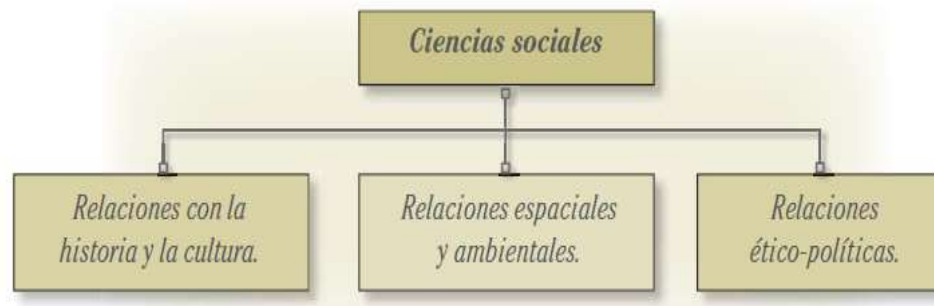 Ciencias sociales
Relaciones con la
historia y la cultura.
Relaciones espaciales
y ambientales.
Relaciones
ético-políticas.